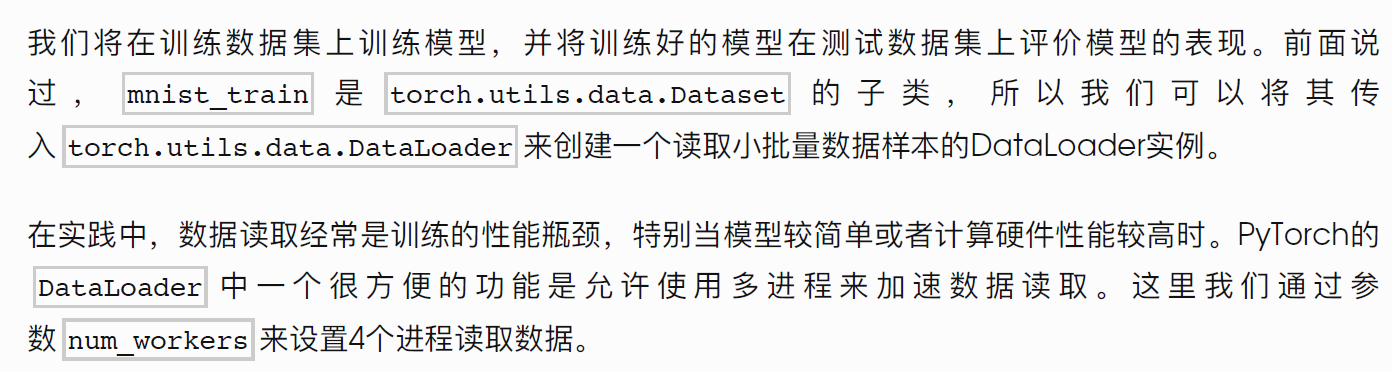 我们将在训练数据集上训练模型，并将训练好的模型在测试数据集上评价模型的表现。前面说
过，mnist_train 是 torch.utils.data.Dataset 的子类，所以我们可以将其传
入 torch.utils.data.DataLoader 来创建一个读取小批量数据样本的DataLoader实例。
在实践中，数据读取经常是训练的性能瓶颈，特别当模型较简单或者计算硬件性能较高时。PyTorch的
DataLoader 中一个很方便的功能是允许使用多进程来加速数据读取。这里我们通过参
数 num_workers 来设置4个进程读取数据。